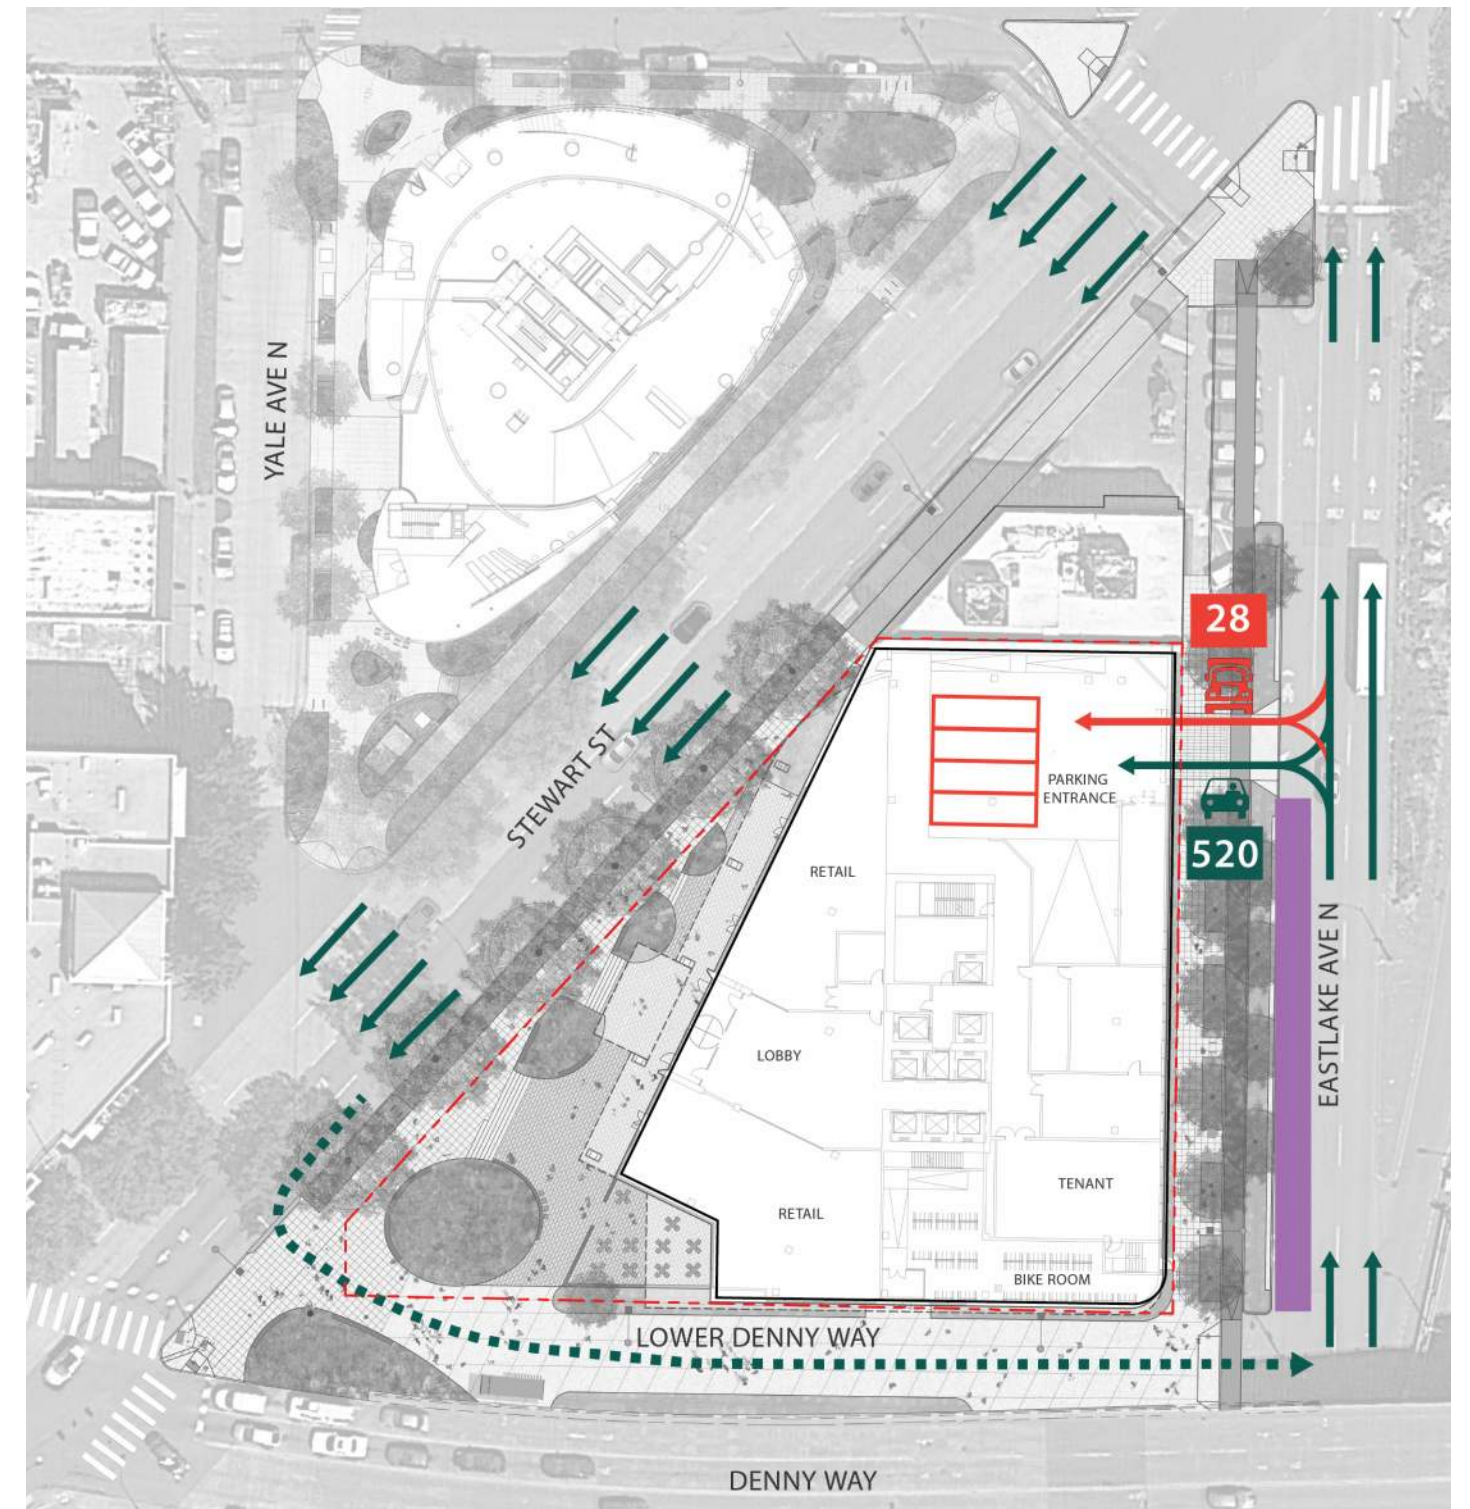 YALE AVE N
STEWART ST
28
PARKING
ENTRANCE
520
RETAIL
EASTLAKE AVE N
LOBBY
TENANT
RETAIL
BIKE ROOM
LOWER DENNY WAY
DENNY WAY